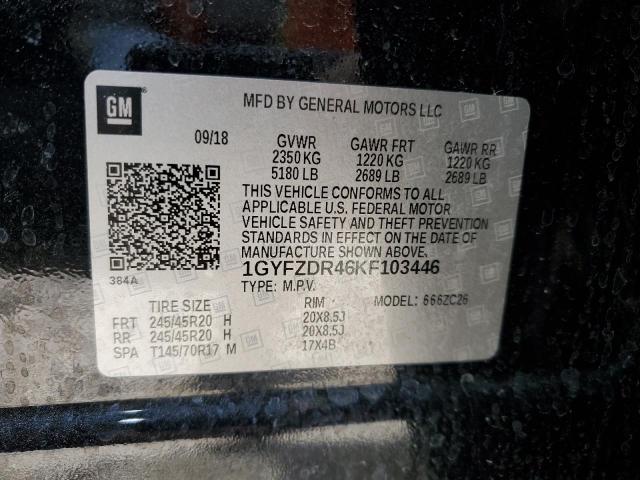 GM
MFD BY GENERAL MOTORS LLC
09/18 GVWR GAWR FRT GAWR RR
2350 KG 1220 KG 1220 KG
5180 LB 2689 LB 2689 LB
THIS VEHICLE CONFORMS TO ALL
APPLICABLE U.S. FEDERAL MOTOR
VEHICLE SAFETY AND THEFT PREVENTION
STANDARDS IN EFFECT ON THE DATE OF
MANUFACTURE SHOWN ABOVE.
384A 1GYFZDR46KF103446
TYPE: M.P.V. MODEL: 666ZC26
TIRE SIZE RIM
FRT 245/45R20 H 20X8.5J
RR 245/45R20 H 20X8.5J
SPA T145/70R17 M 17X4B